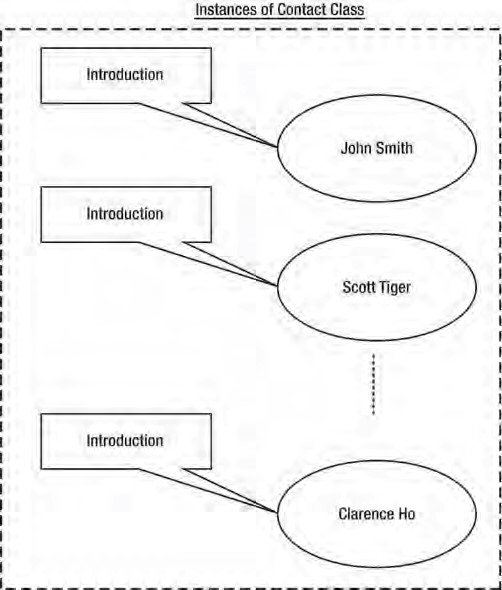 Instances of Contact Class
Introduction
John Smith
Introduction
Scott Tiger
Introduction
Clarence Ho